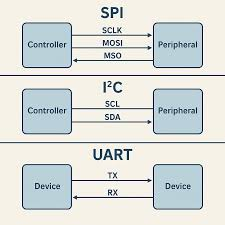 SPI
SCLK
Controller MOSI Peripheral
MSO
I²C
Controller SCL Peripheral
SDA
UART
Device TX Device
RX